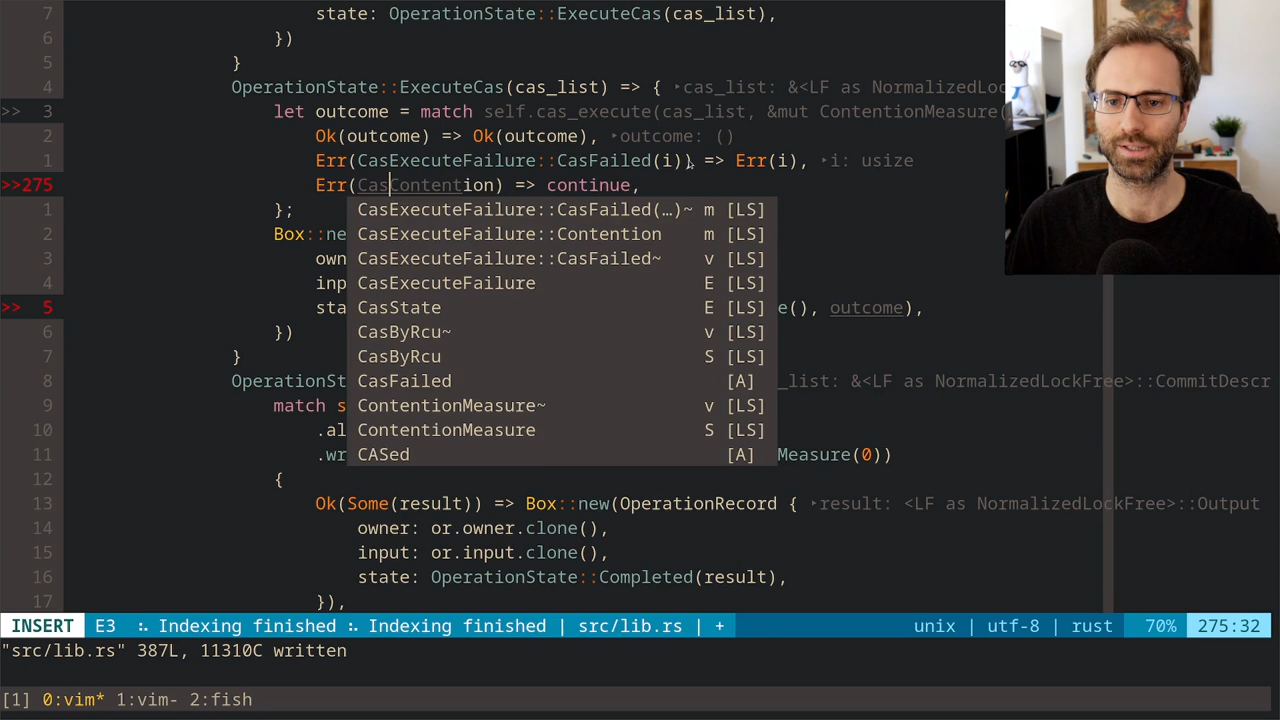 7 state: OperationState::ExecuteCas(cas_list),
6 })
5 }
4 OperationState::ExecuteCas(cas_list) => { ‣cas_list: &<LF as NormalizedLoc
>> 3 let outcome = match self.cas_execute(cas_list, &mut ContentionMeasure(
2 Ok(outcome) => Ok(outcome), ‣outcome: ()
1 Err(CasExecuteFailure::CasFailed(i)) => Err(i), ‣i: usize
>>275 Err(CasContention) => continue,
1 };
2 Box::ne
3 own
4 inp
>> 5 sta e(), outcome),
6 })
7 }
8 OperationSt _list: &<LF as NormalizedLockFree>::CommitDescr
9 match s
10 .al
11 .wr Measure(0))
12 {
13 Ok(Some(result)) => Box::new(OperationRecord { ‣result: <LF as NormalizedLockFree>::Output
14 owner: or.owner.clone(),
15 input: or.input.clone(),
16 state: OperationState::Completed(result),
17 }),
CasExecuteFailure::CasFailed(…)~ m [LS]
CasExecuteFailure::Contention m [LS]
CasExecuteFailure::CasFailed~ v [LS]
CasExecuteFailure E [LS]
CasState E [LS]
CasByRcu~ v [LS]
CasByRcu S [LS]
CasFailed [A]
ContentionMeasure~ v [LS]
ContentionMeasure S [LS]
CASed [A]
INSERT E3 Indexing finished Indexing finished | src/lib.rs | + unix | utf-8 | rust 70% 275:32
"src/lib.rs" 387L, 11310C written
[1] 0:vim* 1:vim- 2:fish